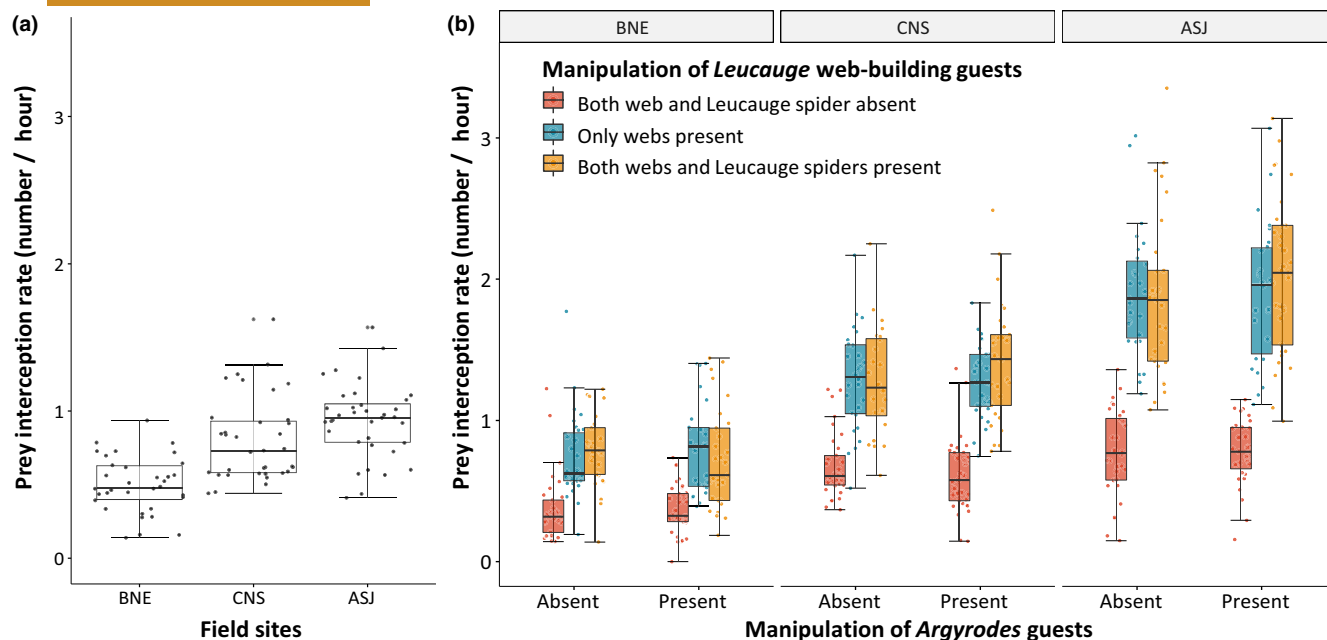 (a)
Prey interception rate (number / hour)
3
2
1
0
BNE CNS ASJ
Field sites
(b)
BNE CNS ASJ
Manipulation of Leucauge web-building guests
Both web and Leucauge spider absent
Only webs present
Both webs and Leucauge spiders present
Prey interception rate (number / hour)
3
2
1
0
Absent Present Absent Present Absent Present
Manipulation of Argyrodes guests